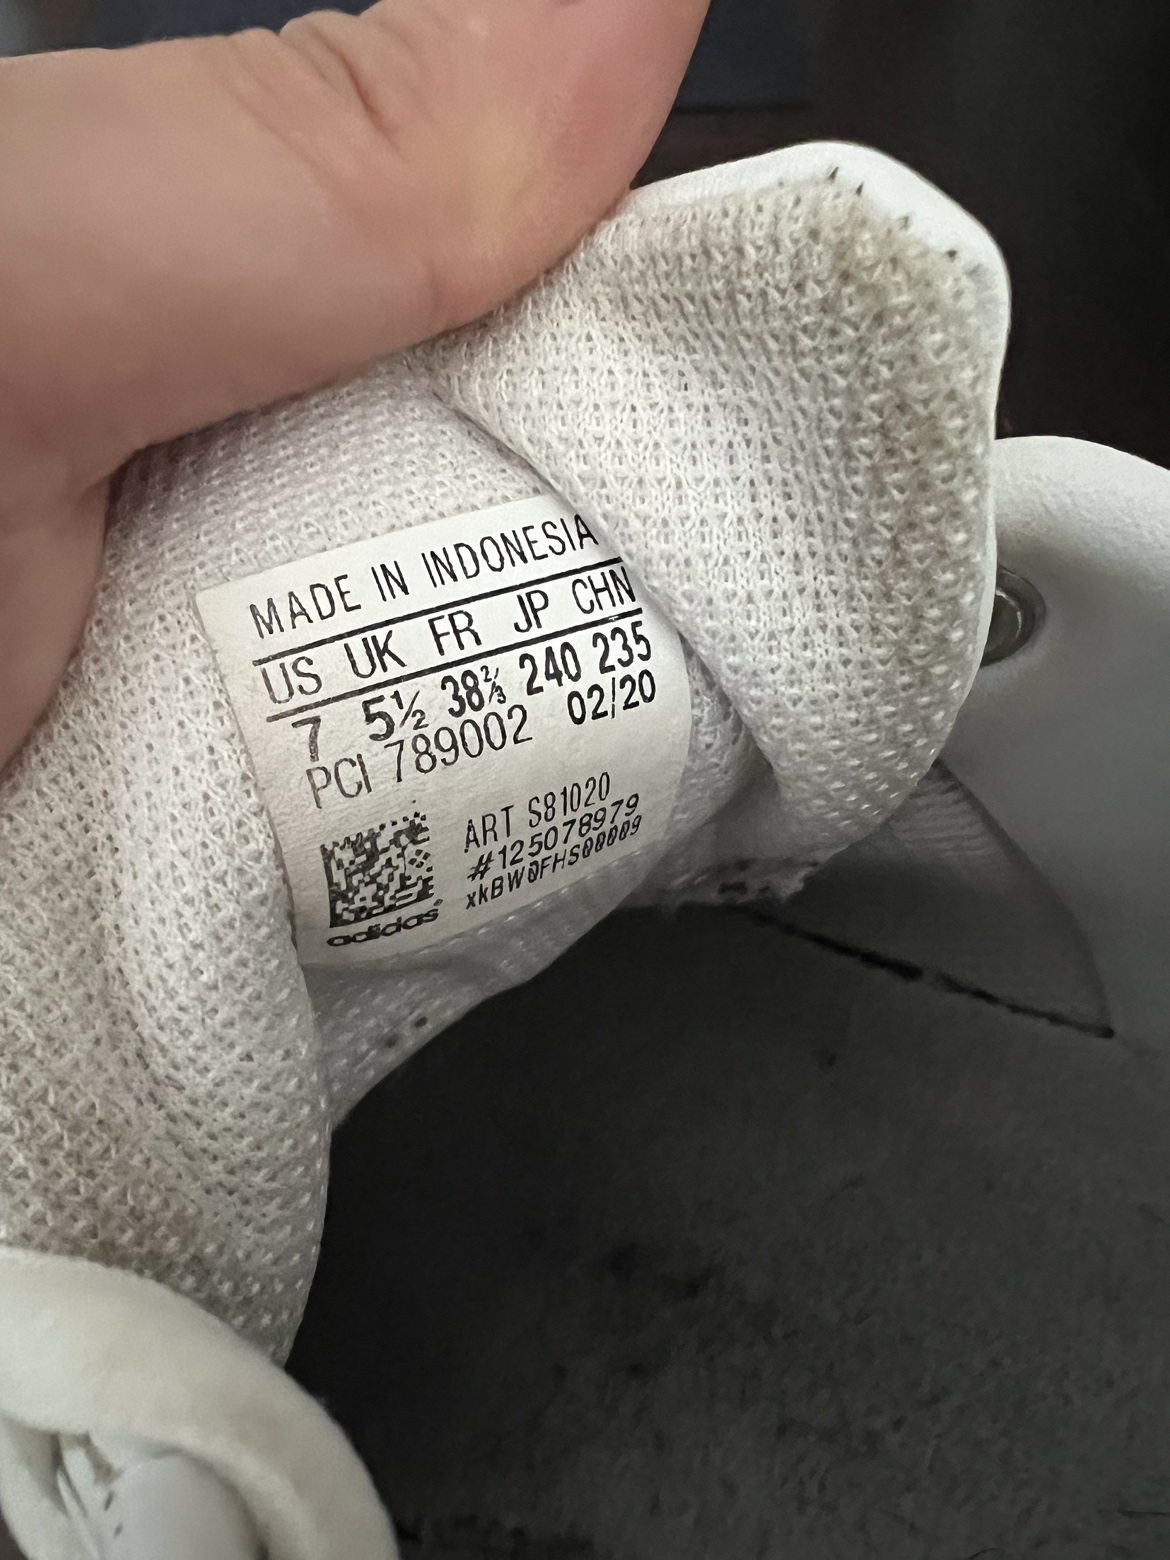 MADE IN INDONESIA
US UK FR JP CHN
7 5½ 38⅔ 240 235
PCI 789002 02/20
ART S81020
#125078979
xkBW0FHS00009
adidas